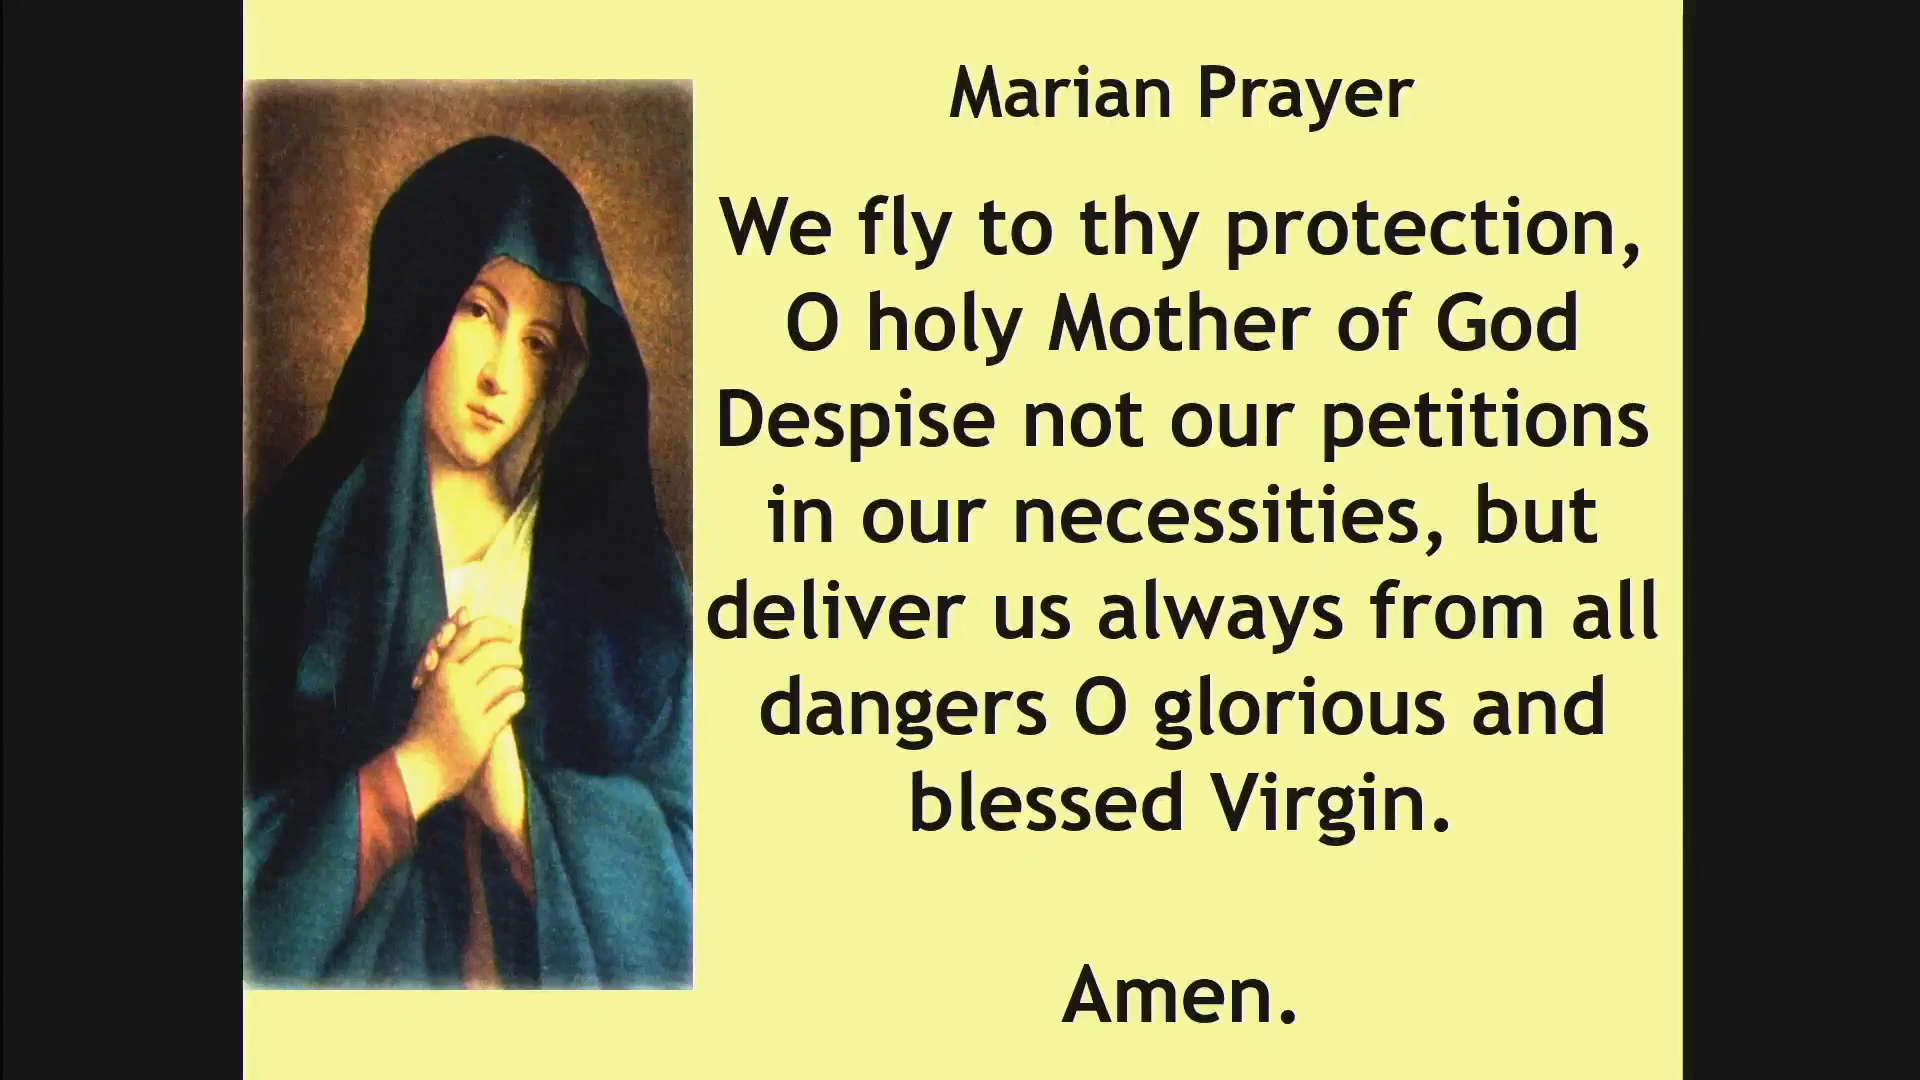 Marian Prayer
We fly to thy protection,
O holy Mother of God
Despise not our petitions
in our necessities, but
deliver us always from all
dangers O glorious and
blessed Virgin.
Amen.